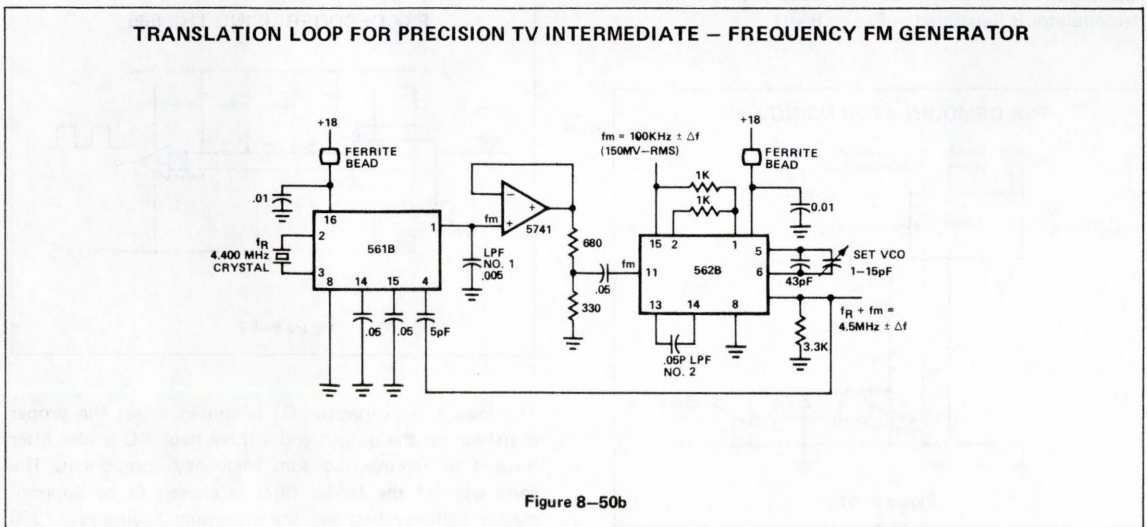 TRANSLATION LOOP FOR PRECISION TV INTERMEDIATE – FREQUENCY FM GENERATOR
+18
FERRITE
BEAD
.01
16
2
1
fR
4.400 MHz
CRYSTAL
561B
3
8
14
15
4
.05
.05
5pF
fm
LPF
NO. 1
.005
–
+
+
5741
680
330
.05
fm = 100KHz ± Δf
(150MV–RMS)
1K
1K
+18
FERRITE
BEAD
0.01
15
2
1
5
fm
11
562B
6
43pF
SET VCO
1–15pF
13
14
8
.05P LPF
NO. 2
3.3K
fR + fm =
4.5MHz ± Δf
Figure 8–50b